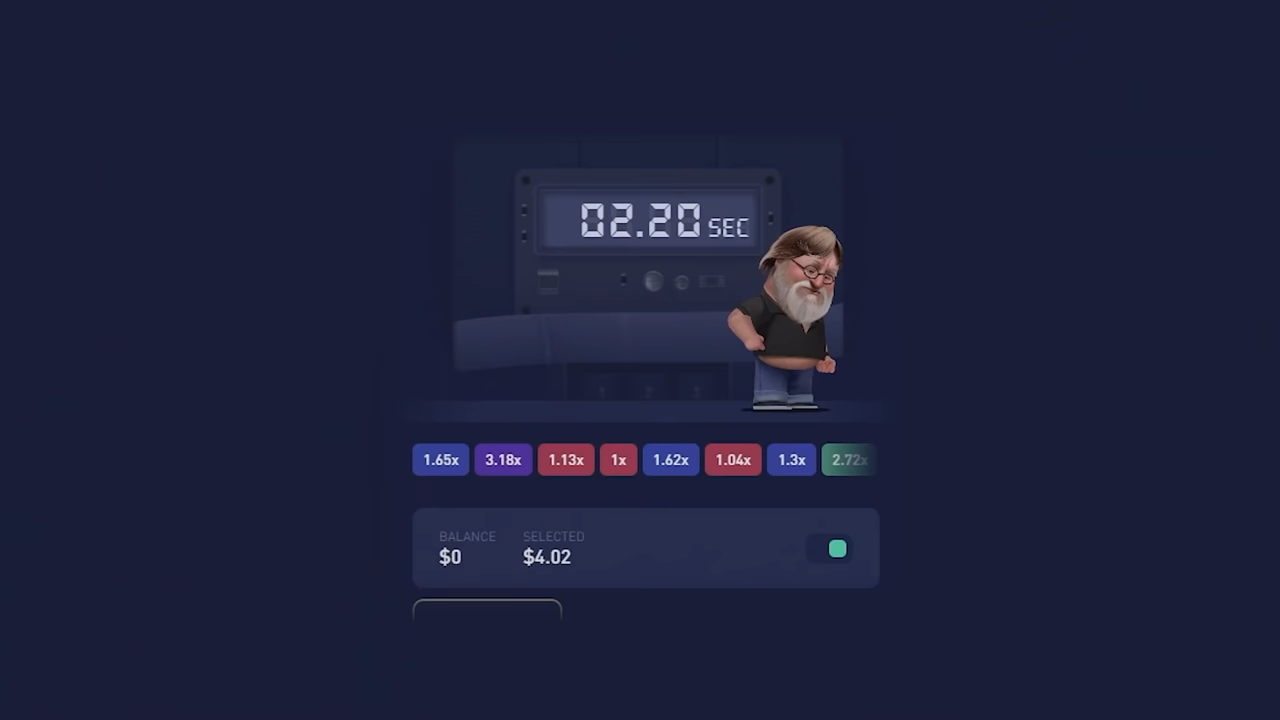 02.20 SEC
1.65x 3.18x 1.13x 1x 1.62x 1.04x 1.3x 2.72x
BALANCE SELECTED
$0 $4.02